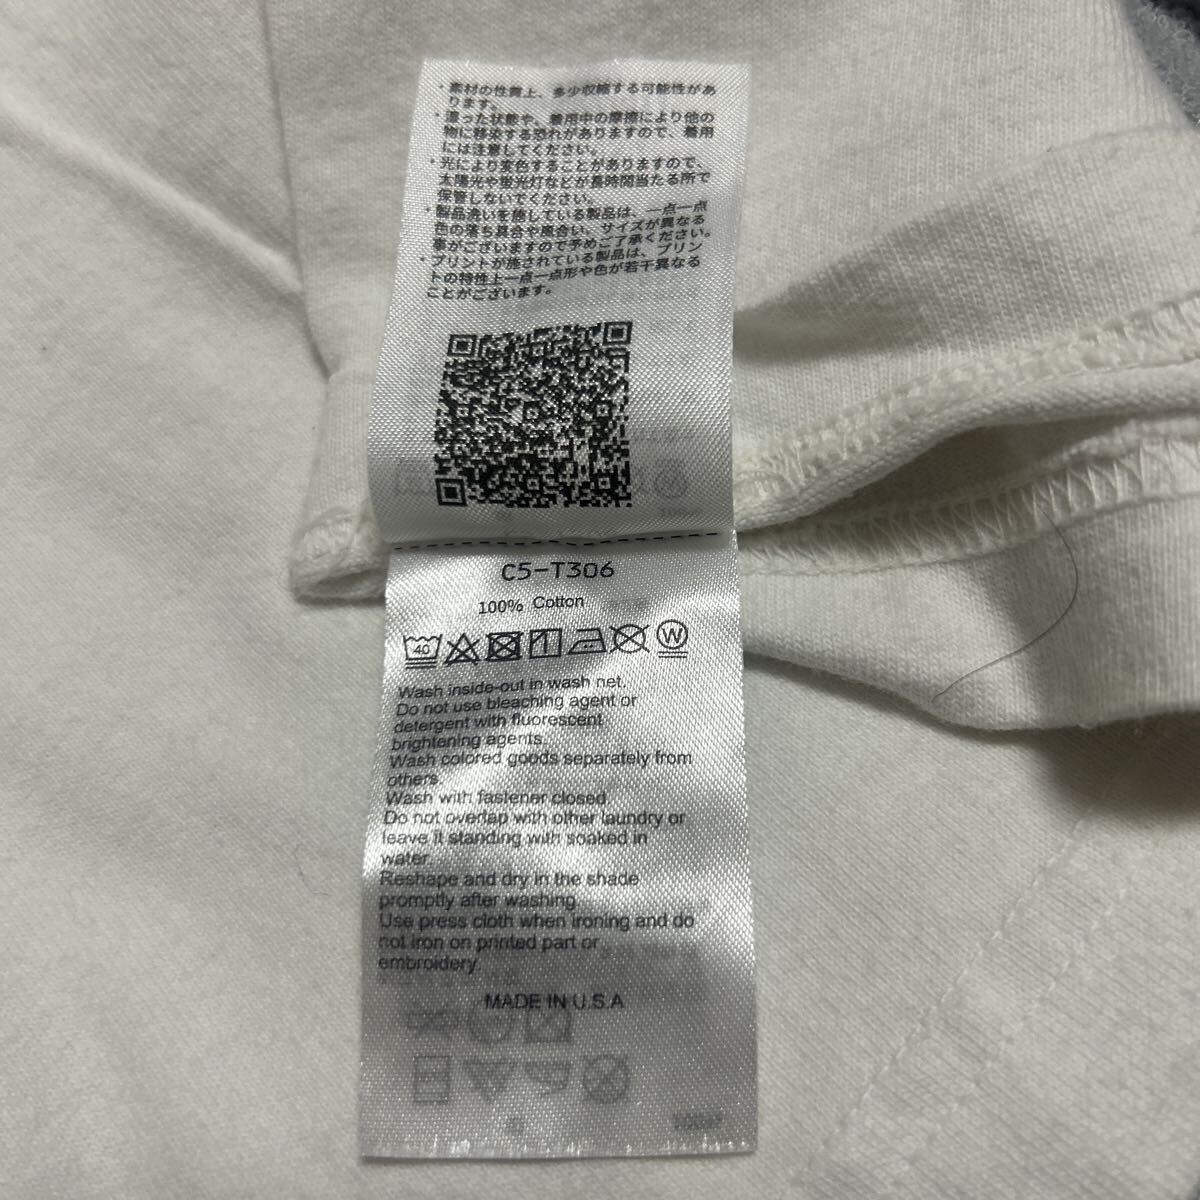 ・素材の性質上、多少収縮する可能性があ
ります。
・湿った状態や、着用中の摩擦により他の
物に移染する恐れがありますので、着用
には注意してください。
・光により変色することがありますので、
太陽光や蛍光灯などが長時間当たる所で
保管しないでください。
・製品洗いを施している製品は、一点一点
色の落ち具合や風合い、サイズが異なる
事がございますので予めご了承ください。
・プリントが施されている製品は、プリン
トの特性上一点一点形や色が若干異なる
ことがございます。
C5-T306
100% Cotton
40 W
Wash inside-out in wash net.
Do not use bleaching agent or
detergent with fluorescent
brightening agents.
Wash colored goods separately from
others.
Wash with fastener closed.
Do not overlap with other laundry or
leave it standing with soaked in
water.
Reshape and dry in the shade
promptly after washing.
Use press cloth when ironing and do
not iron on printed part or
embroidery.
MADE IN U.S.A